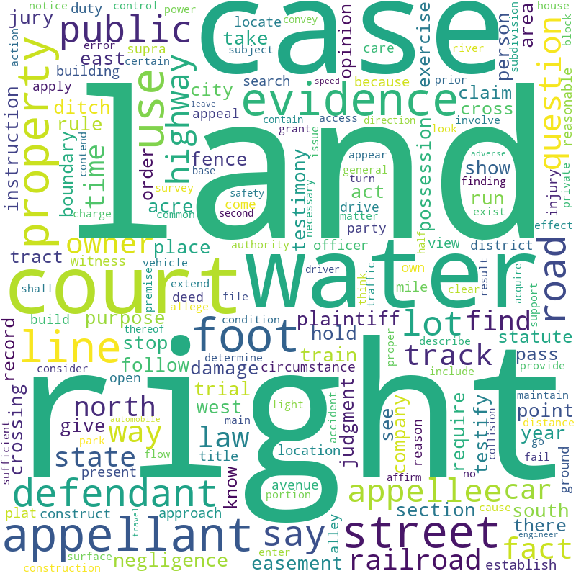 notice duty control power
action jury error supra
public locate take
east certain subject
convey care river
opinion exercise
person subdivision
area house block
case
building because
search prior
apply ditch city
evidence claim
question reasonable
instruction property
rule appeal cross
contain access direction look
involve private
use highway
leave speed
land
order fence
grant issue
boundary time acre
base come
testimony general appear
possession show
turn finding
adverse injury
survey necessary safety second
act run exist
charge common
drive matter
effect
tract owner place
witness vehicle
authority officer party
view district
contend
half own
shall extend
premise allege
driver think traffic
mile clear
result acquire support
court water road
deed file
build purpose thereof
condition
plaintiff hold
lot find
describe statute
line foot
consider stop
determine damage
circumstance train
track pass
proper include provide
record follow
open trial
judgment company
see reason
require testify
maintain point
distance
right
crossing north
give way
west main light
accident
sufficient
park automobile
flow law title
location
know
affirm no
collision
year go fail
state
present
avenue portion
defendant
appellee car
section south
ground
plat construct approach
alley
cause there
appellant say
street fact
surface travel
negligence enter
easement
railroad
engineer
construction
establish